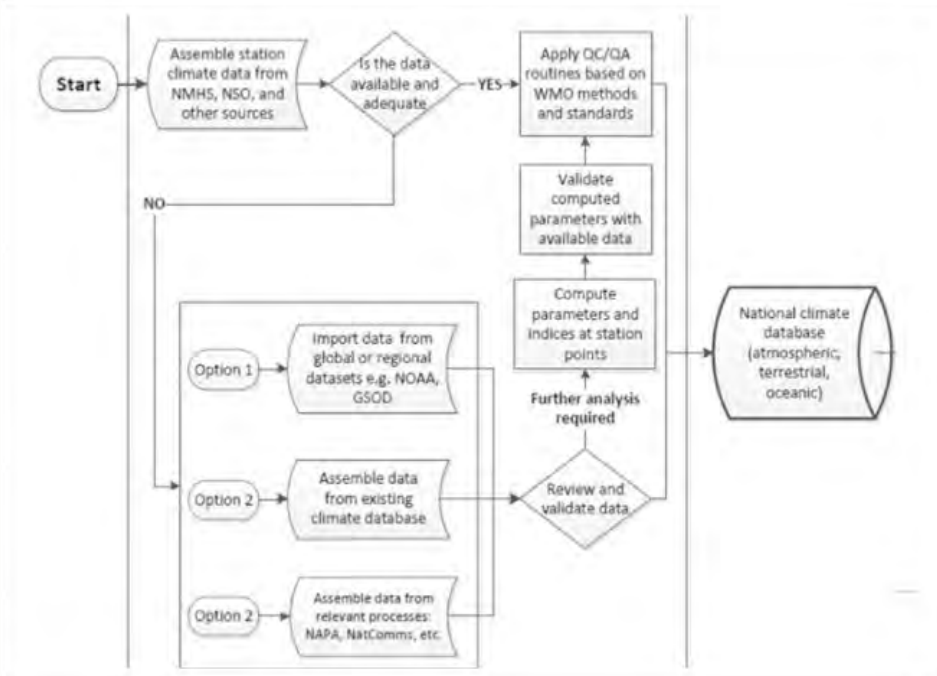 Start
Assemble station
climate data from
NMHS, NSO, and
other sources
Is the data
available and
adequate
YES
Apply QC/QA
routines based on
WMO methods
and standards
NO
Validate
computed
parameters with
available data
Compute
parameters and
indices at station
points
National climate
database
(atmospheric,
terrestrial,
oceanic)
Option 1
Import data from
global or regional
datasets e.g. NOAA,
GSOD
Further analysis
required
Option 2
Assemble data
from existing
climate database
Review and
validate data
Option 2
Assemble data from
relevant processes:
NAPA, NatComms, etc.